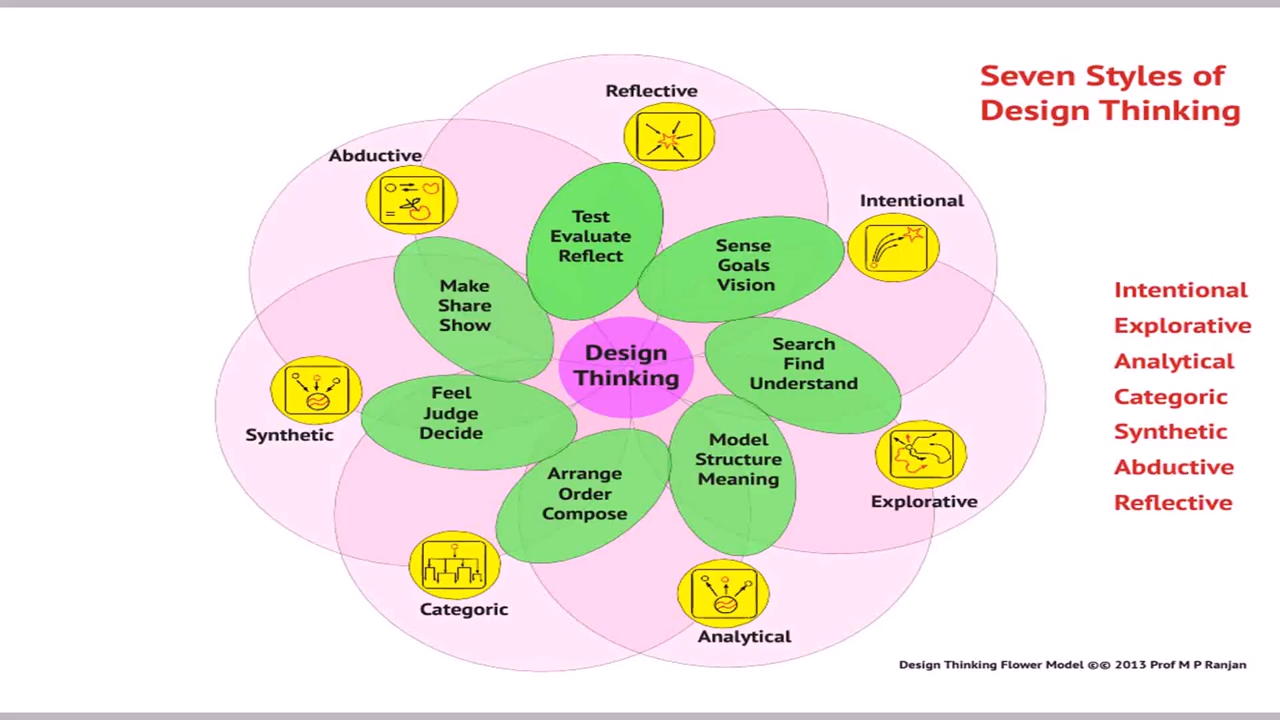 Seven Styles of
Design Thinking
Reflective
Abductive
Intentional
Test
Evaluate
Reflect
Sense
Goals
Vision
Make
Share
Show
Search
Find
Understand
Design
Thinking
Feel
Judge
Decide
Synthetic
Model
Structure
Meaning
Arrange
Order
Compose
Explorative
Categoric
Analytical
Intentional
Explorative
Analytical
Categoric
Synthetic
Abductive
Reflective
Design Thinking Flower Model ©© 2013 Prof M P Ranjan